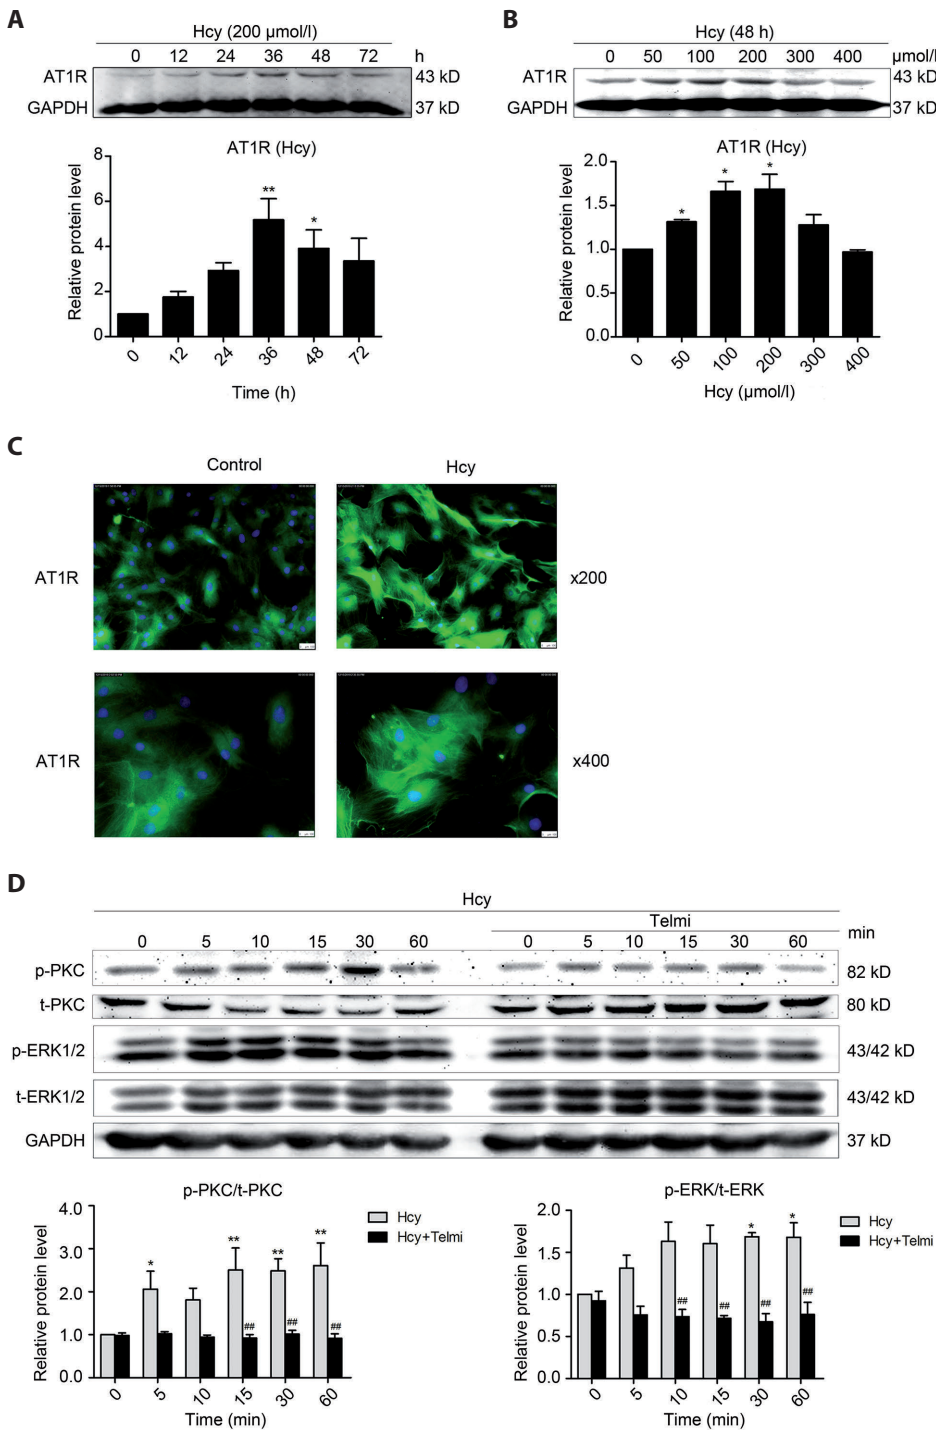 A
Hcy (200 µmol/l)
0 12 24 36 48 72 h
AT1R 43 kD
GAPDH 37 kD
AT1R (Hcy)
Relative protein level
8
6
4
2
0
**
*
0 12 24 36 48 72
Time (h)
B
Hcy (48 h)
0 50 100 200 300 400 µmol/l
AT1R 43 kD
GAPDH 37 kD
AT1R (Hcy)
Relative protein level
2.0
1.5
1.0
0.5
0.0
* * *
0 50 100 200 300 400
Hcy (µmol/l)
C
Control Hcy
AT1R x200
AT1R x400
D
Hcy
Telmi
0 5 10 15 30 60 0 5 10 15 30 60 min
p-PKC 82 kD
t-PKC 80 kD
p-ERK1/2 43/42 kD
t-ERK1/2 43/42 kD
GAPDH 37 kD
p-PKC/t-PKC
Relative protein level
4.0
3.0
2.0
1.0
0.0
* ** ** **
## ## ##
Hcy
Hcy+Telmi
0 5 10 15 30 60
Time (min)
p-ERK/t-ERK
Relative protein level
2.0
1.5
1.0
0.5
0.0
* *
## ## ## ##
Hcy
Hcy+Telmi
0 5 10 15 30 60
Time (min)